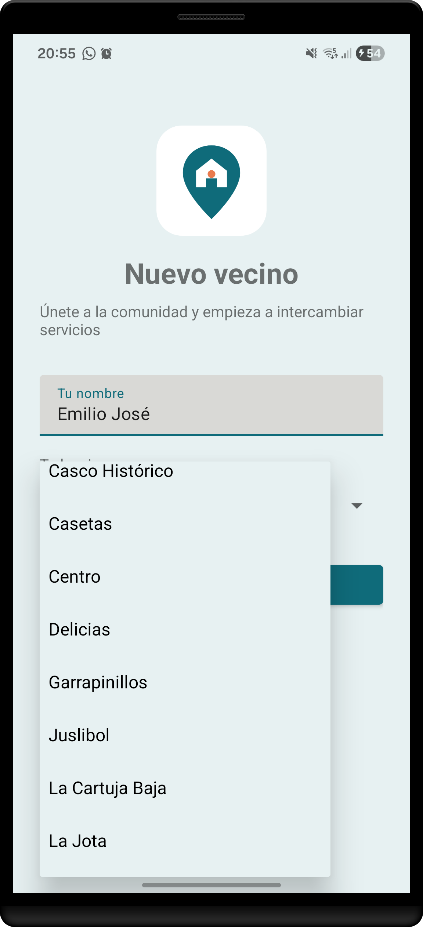 20:55
54
Nuevo vecino
Únete a la comunidad y empieza a intercambiar
servicios
Tu nombre
Emilio José
Casco Histórico
Casetas
Centro
Delicias
Garrapinillos
Juslibol
La Cartuja Baja
La Jota